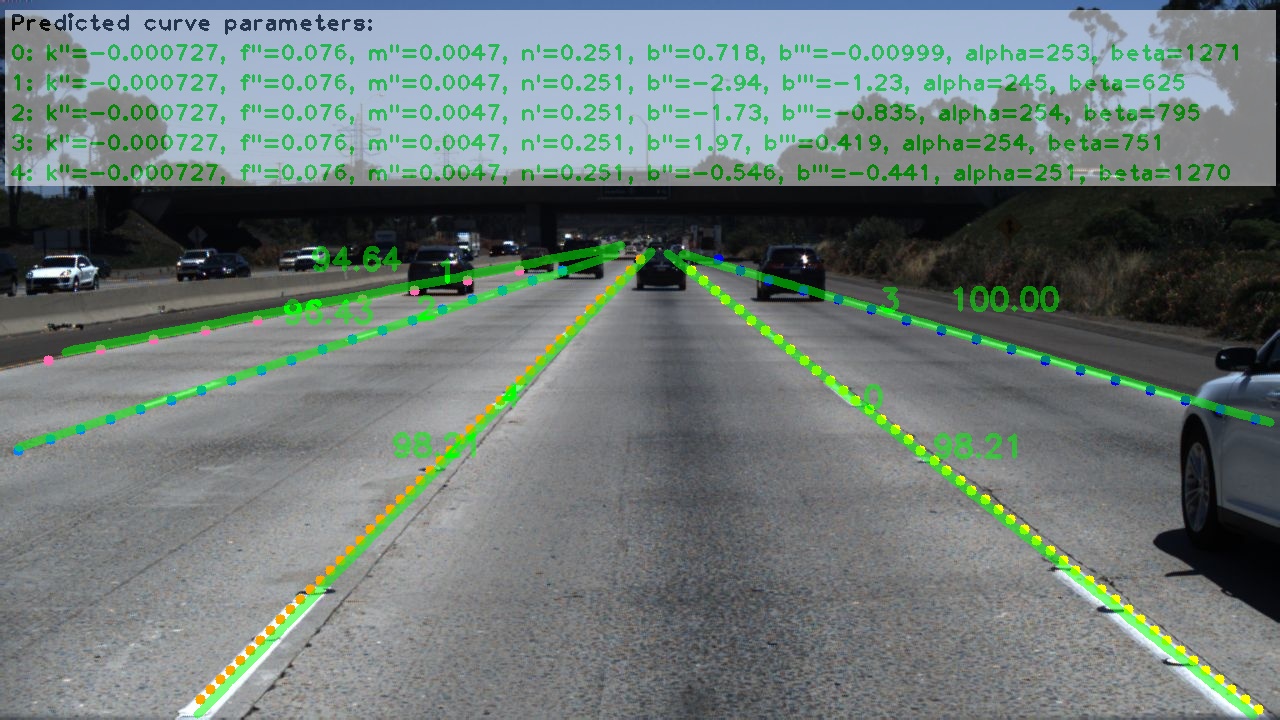 Predicted curve parameters:
0: k''=-0.000727, f''=0.076, m''=0.0047, n'=0.251, b''=0.718, b'''=-0.00999, alpha=253, beta=1271
1: k''=-0.000727, f''=0.076, m''=0.0047, n'=0.251, b''=-2.94, b'''=-1.23, alpha=245, beta=625
2: k''=-0.000727, f''=0.076, m''=0.0047, n'=0.251, b''=-1.73, b'''=-0.835, alpha=254, beta=795
3: k''=-0.000727, f''=0.076, m''=0.0047, n'=0.251, b''=1.97, b'''=0.419, alpha=254, beta=751
4: k''=-0.000727, f''=0.076, m''=0.0047, n'=0.251, b''=-0.546, b'''=-0.441, alpha=251, beta=1270
94.64 1
96.43 2
3 100.00
4
0
98.21